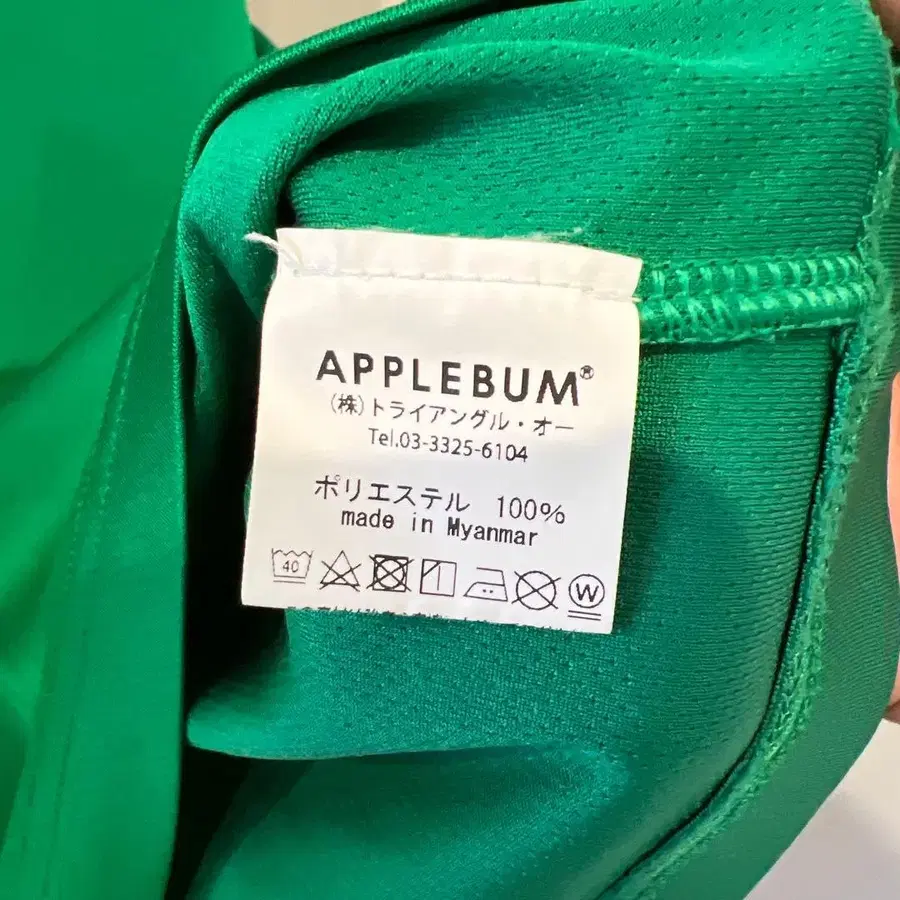 APPLEBUM®
(株)トライアングル・オー
Tel.03-3325-6104
ポリエステル 100%
made in Myanmar
40
W